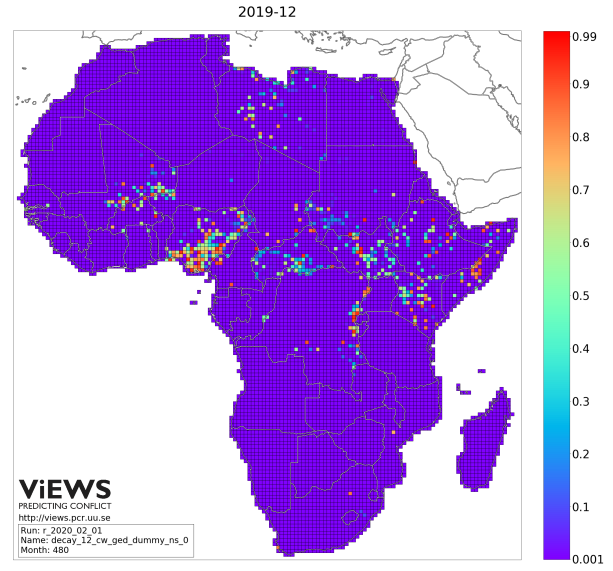 2019-12
0.99
0.9
0.8
0.7
0.6
0.5
0.4
0.3
0.2
0.1
0.001
ViEWS
PREDICTING CONFLICT
http://views.pcr.uu.se
Run: r_2020_02_01
Name: decay_12_cw_ged_dummy_ns_0
Month: 480